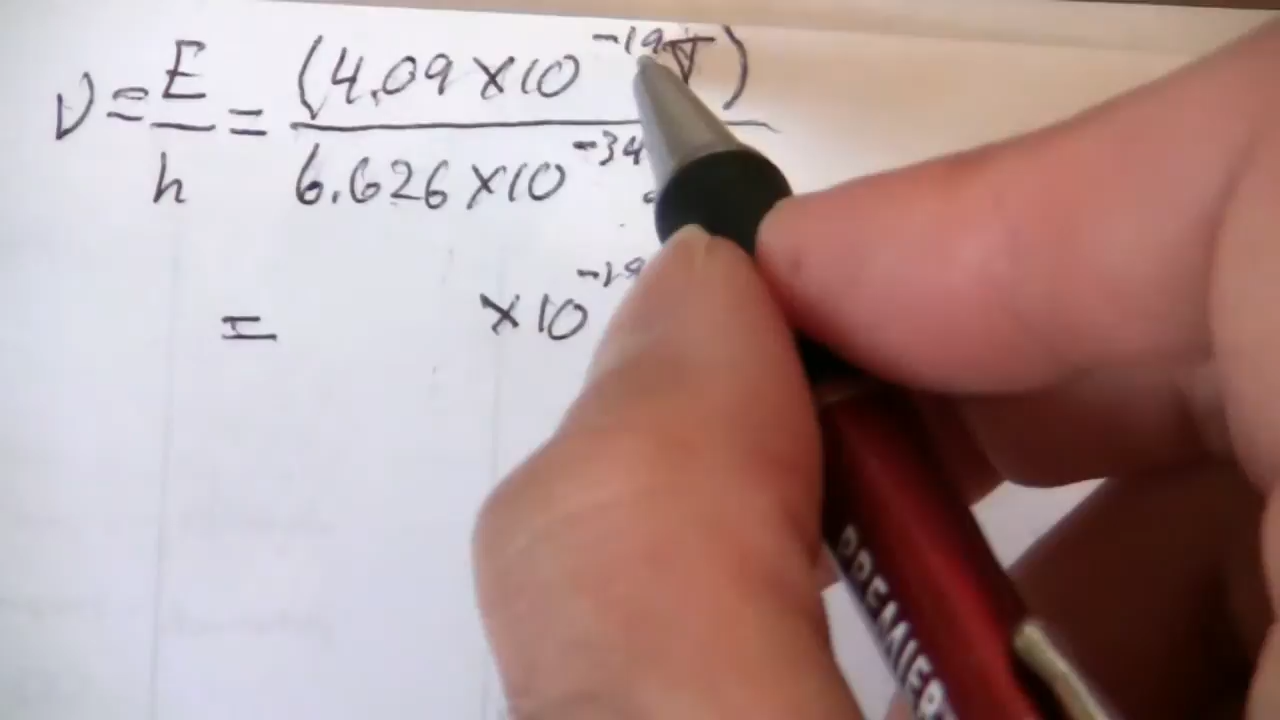 ν = E/h = (4.09 × 10⁻¹⁹ J)
6.626 × 10⁻³⁴
= × 10⁻¹⁹
PREMIER